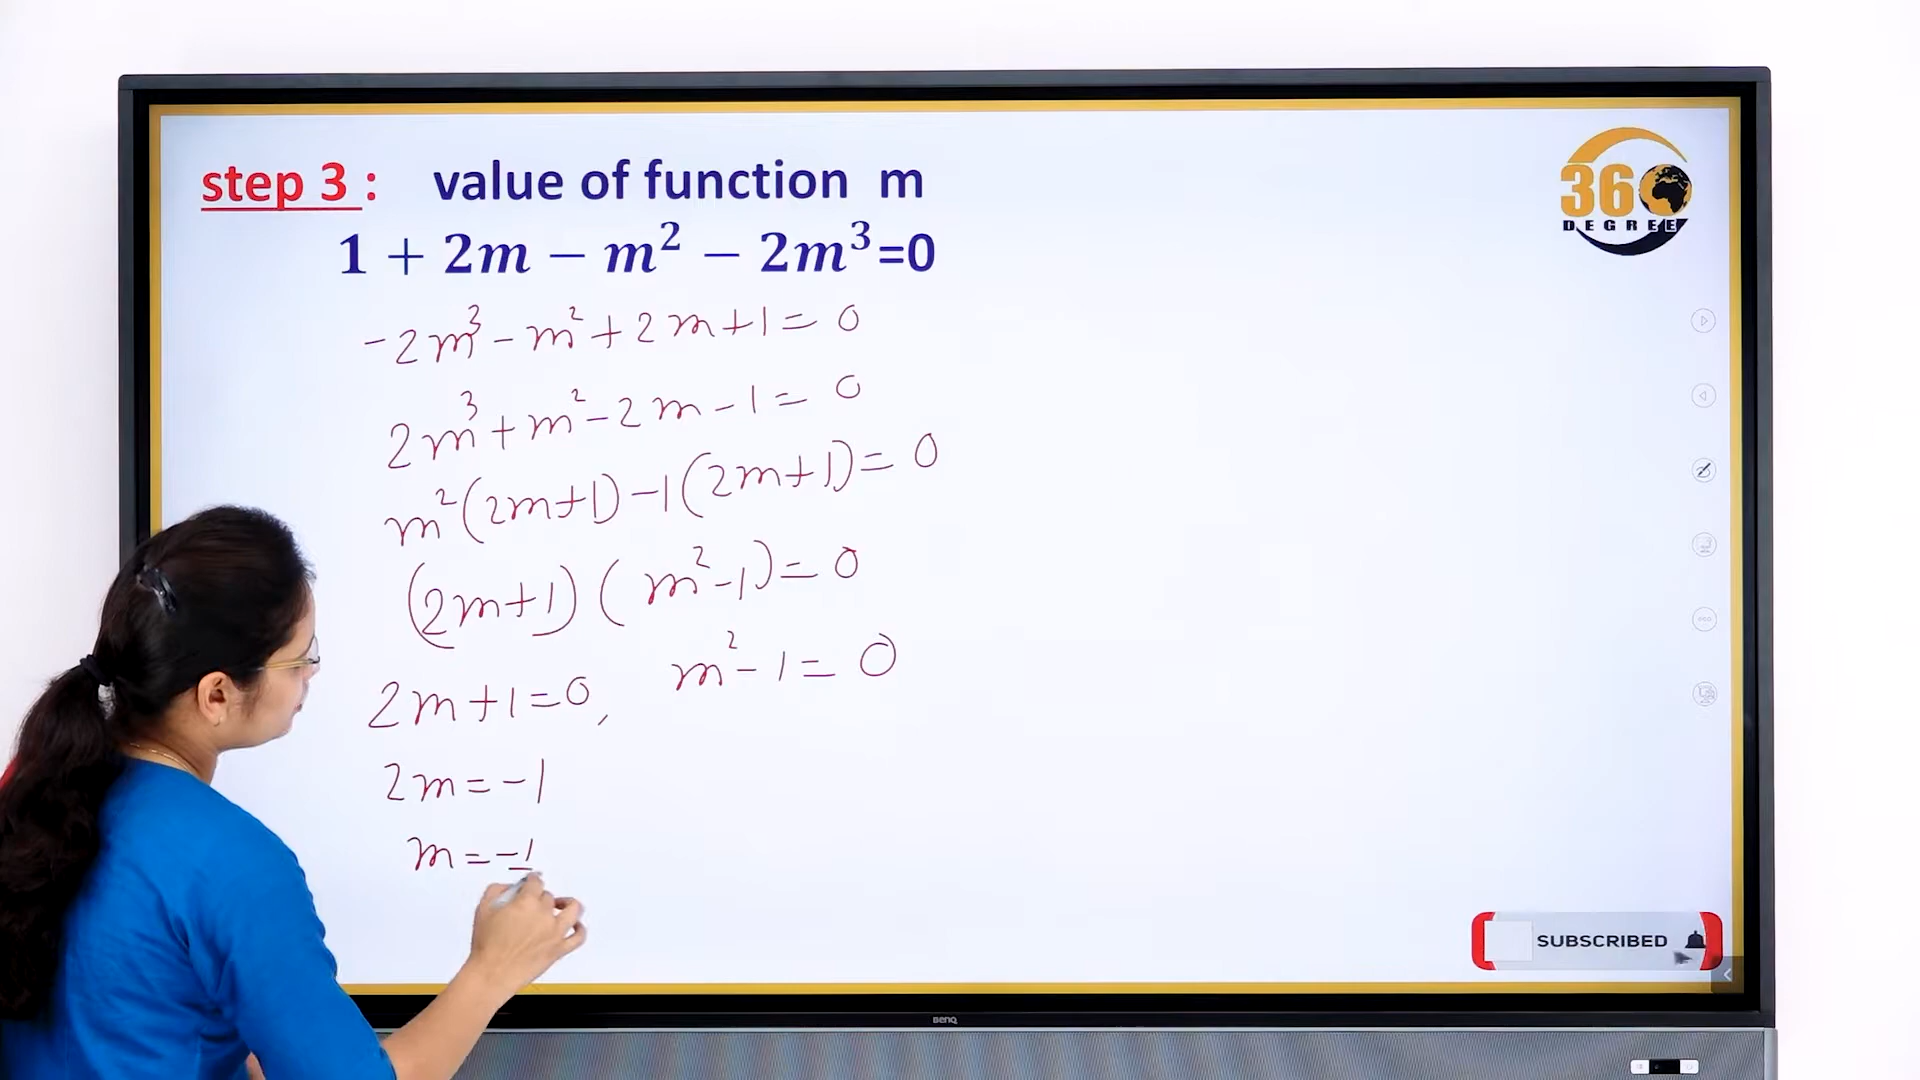 step 3 : value of function m
1 + 2m − m² − 2m³=0
-2m³ - m² + 2m + 1 = 0
2m³ + m² - 2m - 1 = 0
m²(2m+1) - 1(2m+1) = 0
(2m+1) (m²-1) = 0
2m+1=0, m²-1 = 0
2m = -1
m = -1
360
DEGREE
SUBSCRIBED
BENQ